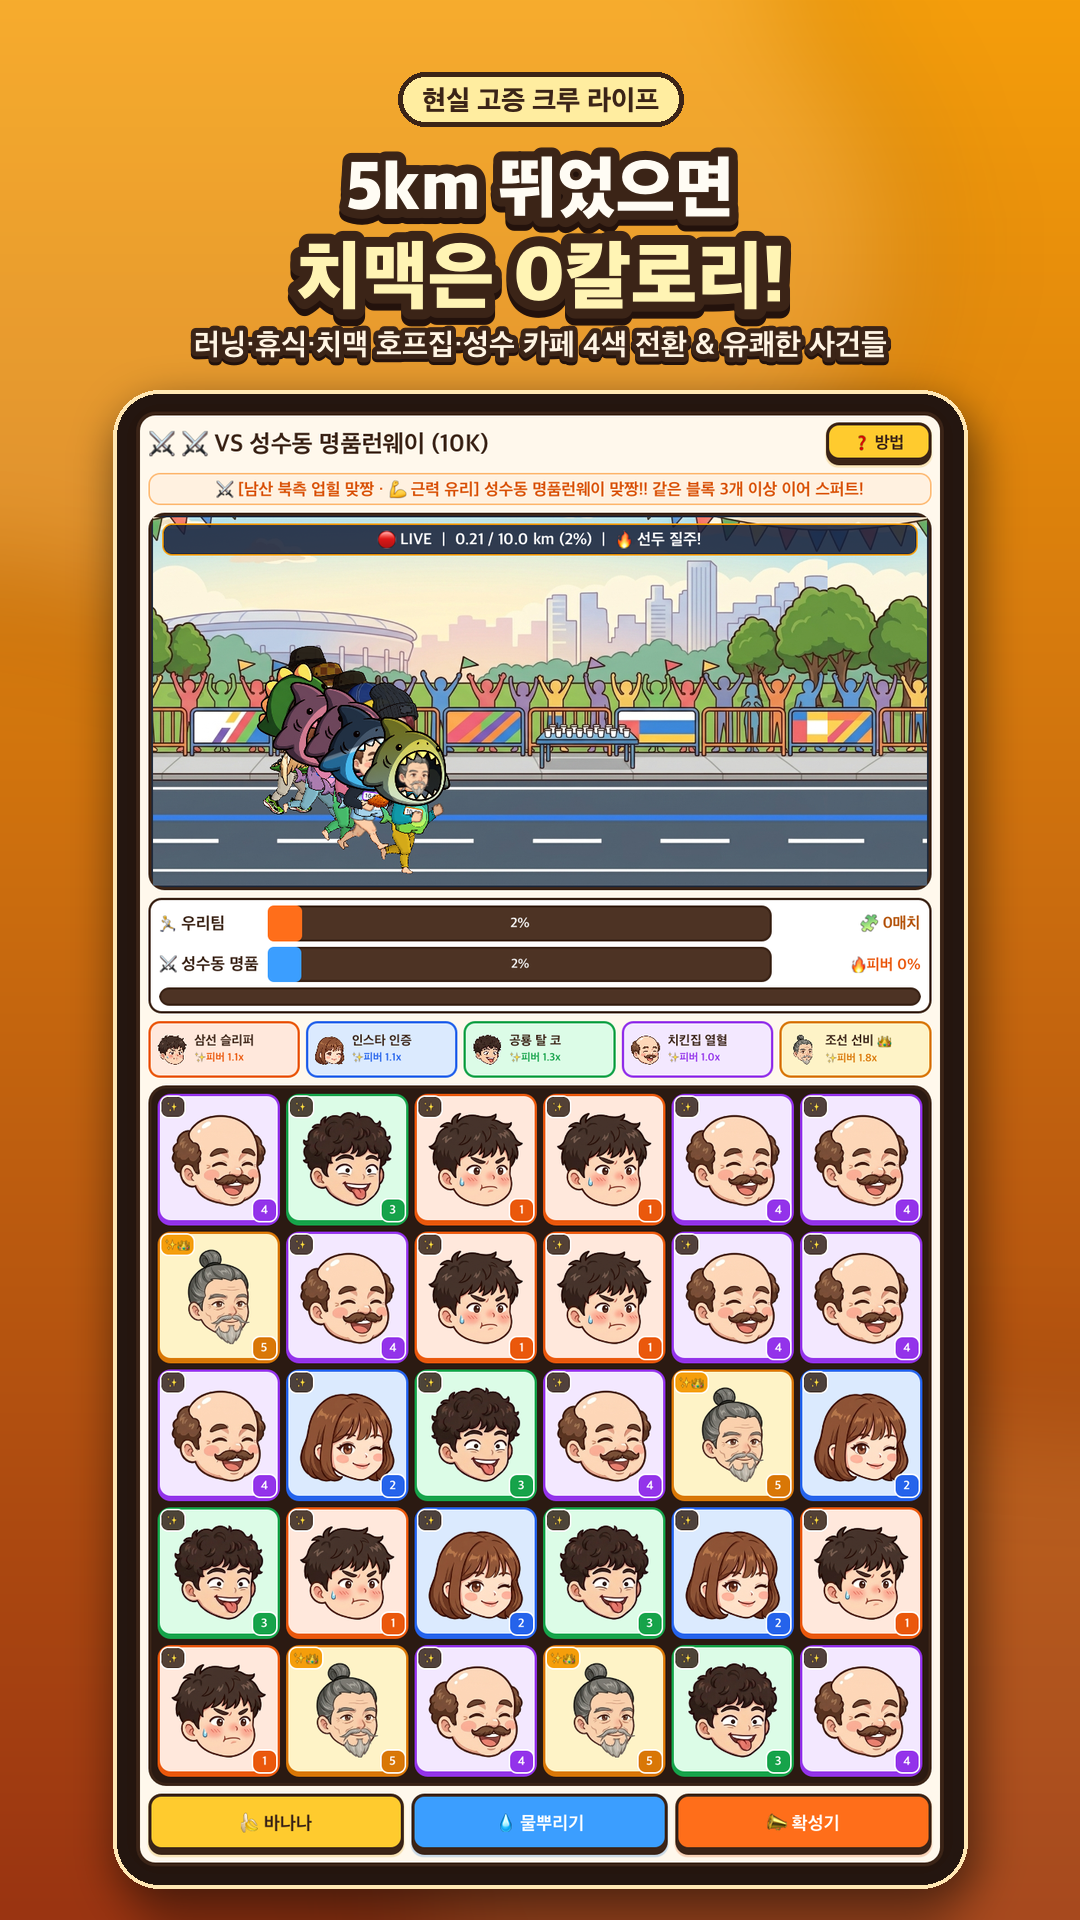 현실 고증 크루 라이프
5km 뛰었으면
치맥은 0칼로리!
러닝·휴식·치맥 호프집·성수 카페 4색 전환 & 유쾌한 사건들
⚔️ ⚔️ VS 성수동 명품런웨이 (10K)
❓ 방법
⚔️ [남산 북측 업힐 맞짱 · 💪 근력 유리] 성수동 명품런웨이 맞짱!! 같은 블록 3개 이상 이어 스퍼트!
🔴 LIVE | 0.21 / 10.0 km (2%) | 🔥 선두 질주!
우리팀 2% 0매치
⚔️ 성수동 명품 2% 🔥피버 0%
삼선 슬리퍼
✨피버 1.1x
인스타 인증
✨피버 1.1x
공룡 탈 코
✨피버 1.3x
치킨집 열혈
✨피버 1.0x
조선 선비 👑
✨피버 1.8x
4 3 1 1 4 4
5 4 1 1 4 4
4 2 3 4 5 2
3 1 2 3 2 1
1 5 4 5 3 4
🍌 바나나
💧 물뿌리기
📣 확성기